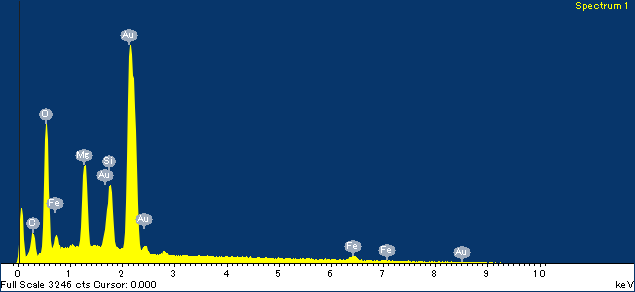 Spectrum 1
Au
O
Mg
Si
Au
Fe
Au
O
Fe
Fe
Au
0 1 2 3 4 5 6 7 8 9 10
Full Scale 3246 cts Cursor: 0.000 keV